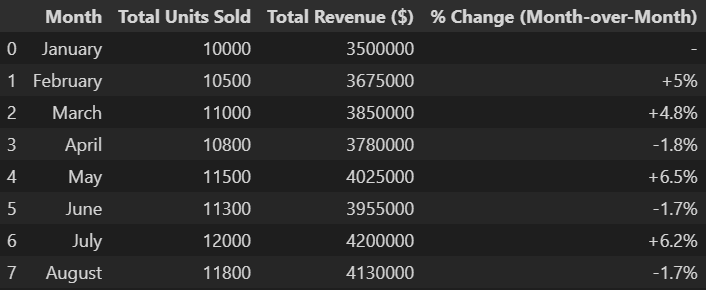 Month Total Units Sold Total Revenue ($) % Change (Month-over-Month)
0 January 10000 3500000 -
1 February 10500 3675000 +5%
2 March 11000 3850000 +4.8%
3 April 10800 3780000 -1.8%
4 May 11500 4025000 +6.5%
5 June 11300 3955000 -1.7%
6 July 12000 4200000 +6.2%
7 August 11800 4130000 -1.7%